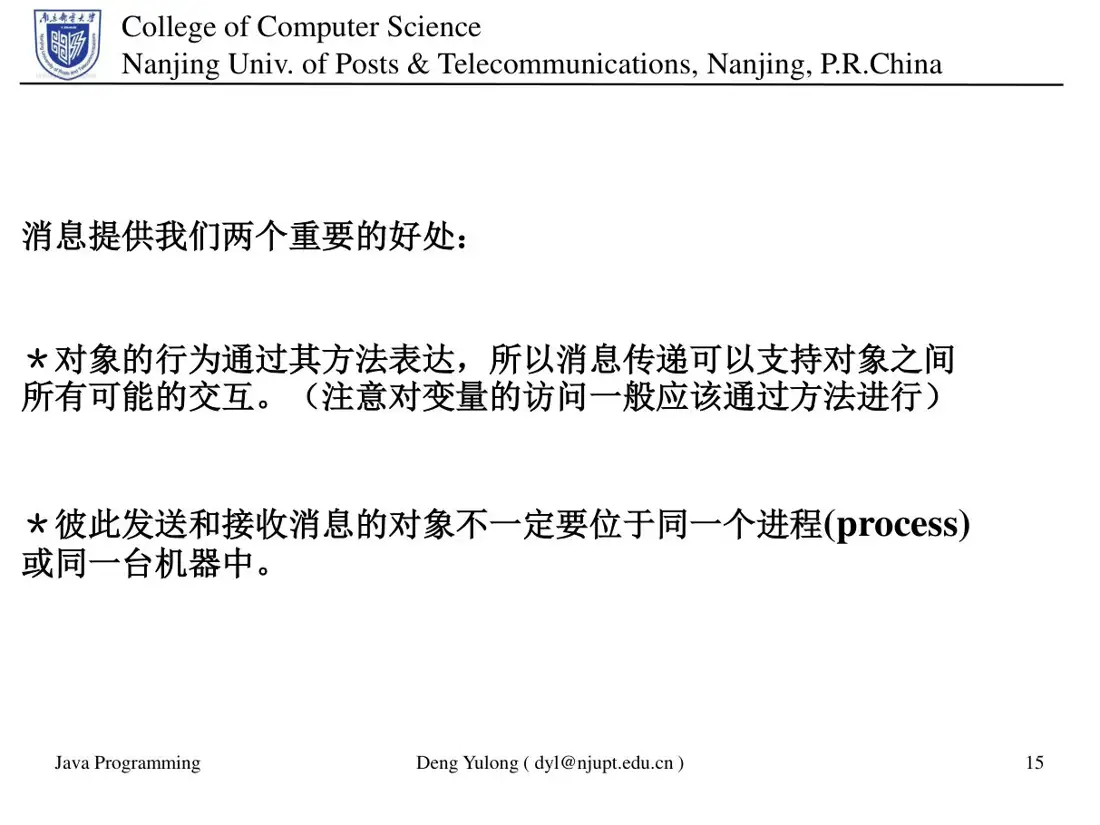 College of Computer Science
Nanjing Univ. of Posts & Telecommunications, Nanjing, P.R.China
消息提供我们两个重要的好处：
＊对象的行为通过其方法表达，所以消息传递可以支持对象之间
所有可能的交互。（注意对变量的访问一般应该通过方法进行）
＊彼此发送和接收消息的对象不一定要位于同一个进程(process)
或同一台机器中。
Java Programming
Deng Yulong ( dyl@njupt.edu.cn )
15